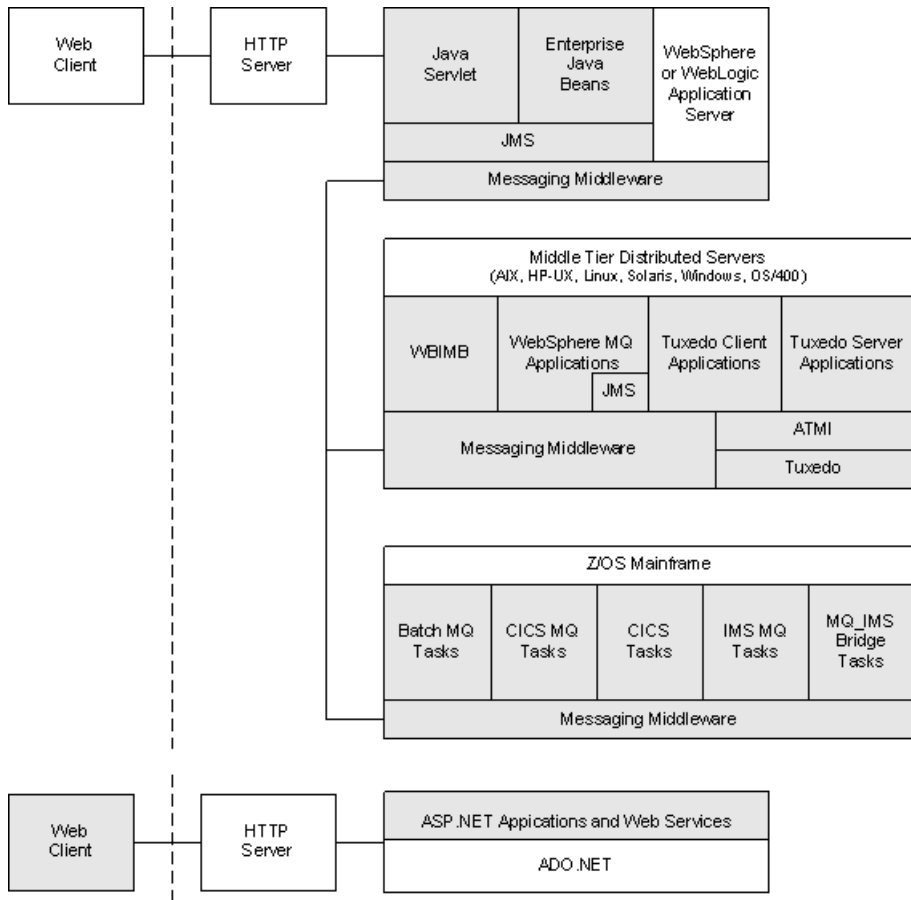 Web
Client
HTTP
Server
Java
Servlet
Enterprise
Java
Beans
WebSphere
or WebLogic
Application
Server
JMS
Messaging Middleware
Middle Tier Distributed Servers
(AIX, HP-UX, Linux, Solaris, Windows, OS/400)
WBIMB
WebSphere MQ
Applications
JMS
Tuxedo Client
Applications
Tuxedo Server
Applications
Messaging Middleware
ATMI
Tuxedo
Z/OS Mainframe
Batch MQ
Tasks
CICS MQ
Tasks
CICS
Tasks
IMS MQ
Tasks
MQ_IMS
Bridge
Tasks
Messaging Middleware
Web
Client
HTTP
Server
ASP.NET Appications and Web Services
ADO.NET